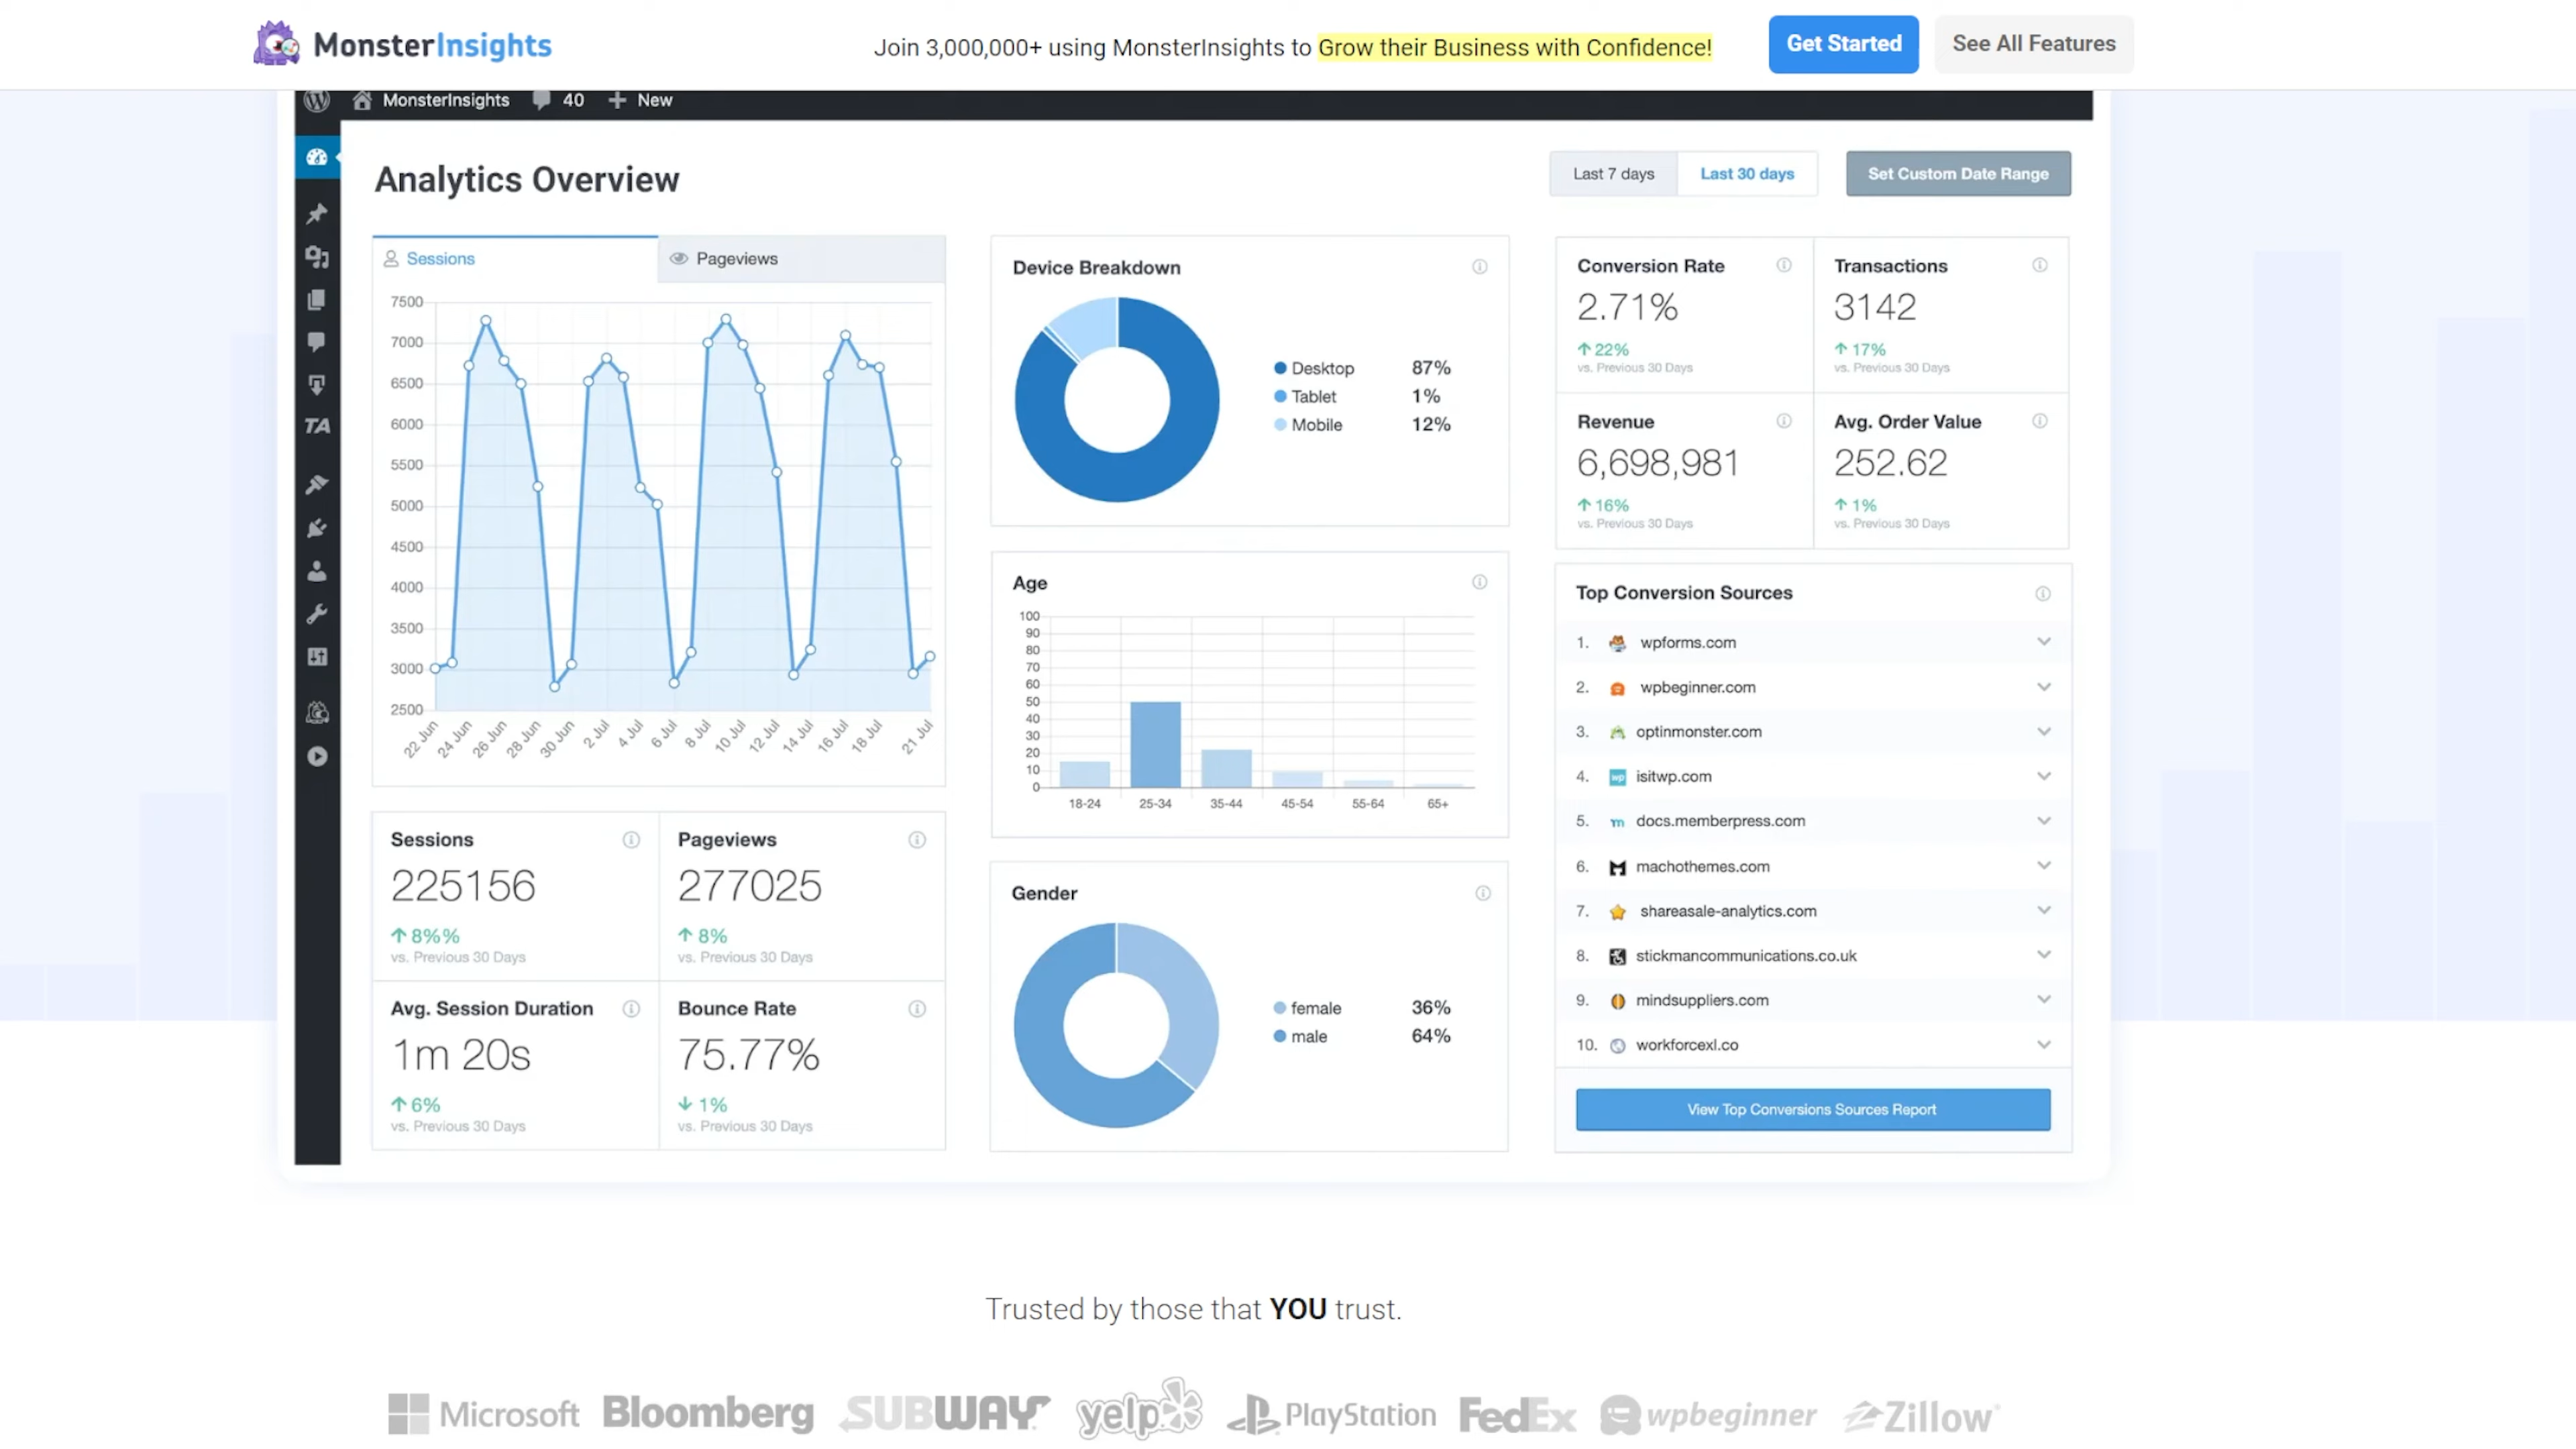 MonsterInsights
Join 3,000,000+ using MonsterInsights to Grow their Business with Confidence!
Get Started
See All Features
MonsterInsights 40 New
Analytics Overview
Last 7 days
Last 30 days
Set Custom Date Range
Sessions
Pageviews
7500
7000
6500
6000
5500
5000
4500
4000
3500
3000
2500
22 Jun 24 Jun 26 Jun 28 Jun 30 Jun 2 Jul 4 Jul 6 Jul 8 Jul 10 Jul 12 Jul 14 Jul 16 Jul 18 Jul 21 Jul
TA
Sessions
225156
8%%
vs. Previous 30 Days
Pageviews
277025
8%
vs. Previous 30 Days
Avg. Session Duration
1m 20s
6%
vs. Previous 30 Days
Bounce Rate
75.77%
1%
vs. Previous 30 Days
Device Breakdown
Desktop 87%
Tablet 1%
Mobile 12%
Age
100
90
80
70
60
50
40
30
20
10
0
18-24 25-34 35-44 45-54 55-64 65+
Gender
female 36%
male 64%
Conversion Rate
2.71%
22%
vs. Previous 30 Days
Transactions
3142
17%
vs. Previous 30 Days
Revenue
6,698,981
16%
vs. Previous 30 Days
Avg. Order Value
252.62
1%
vs. Previous 30 Days
Top Conversion Sources
1. wpforms.com
2. wpbeginner.com
3. optinmonster.com
4. wp isitwp.com
5. m docs.memberpress.com
6. machothemes.com
7. shareasale-analytics.com
8. stickmancommunications.co.uk
9. mindsuppliers.com
10. workforcexl.co
View Top Conversions Sources Report
Trusted by those that YOU trust.
Microsoft Bloomberg SUBWAY yelp PlayStation FedEx wpbeginner Zillow